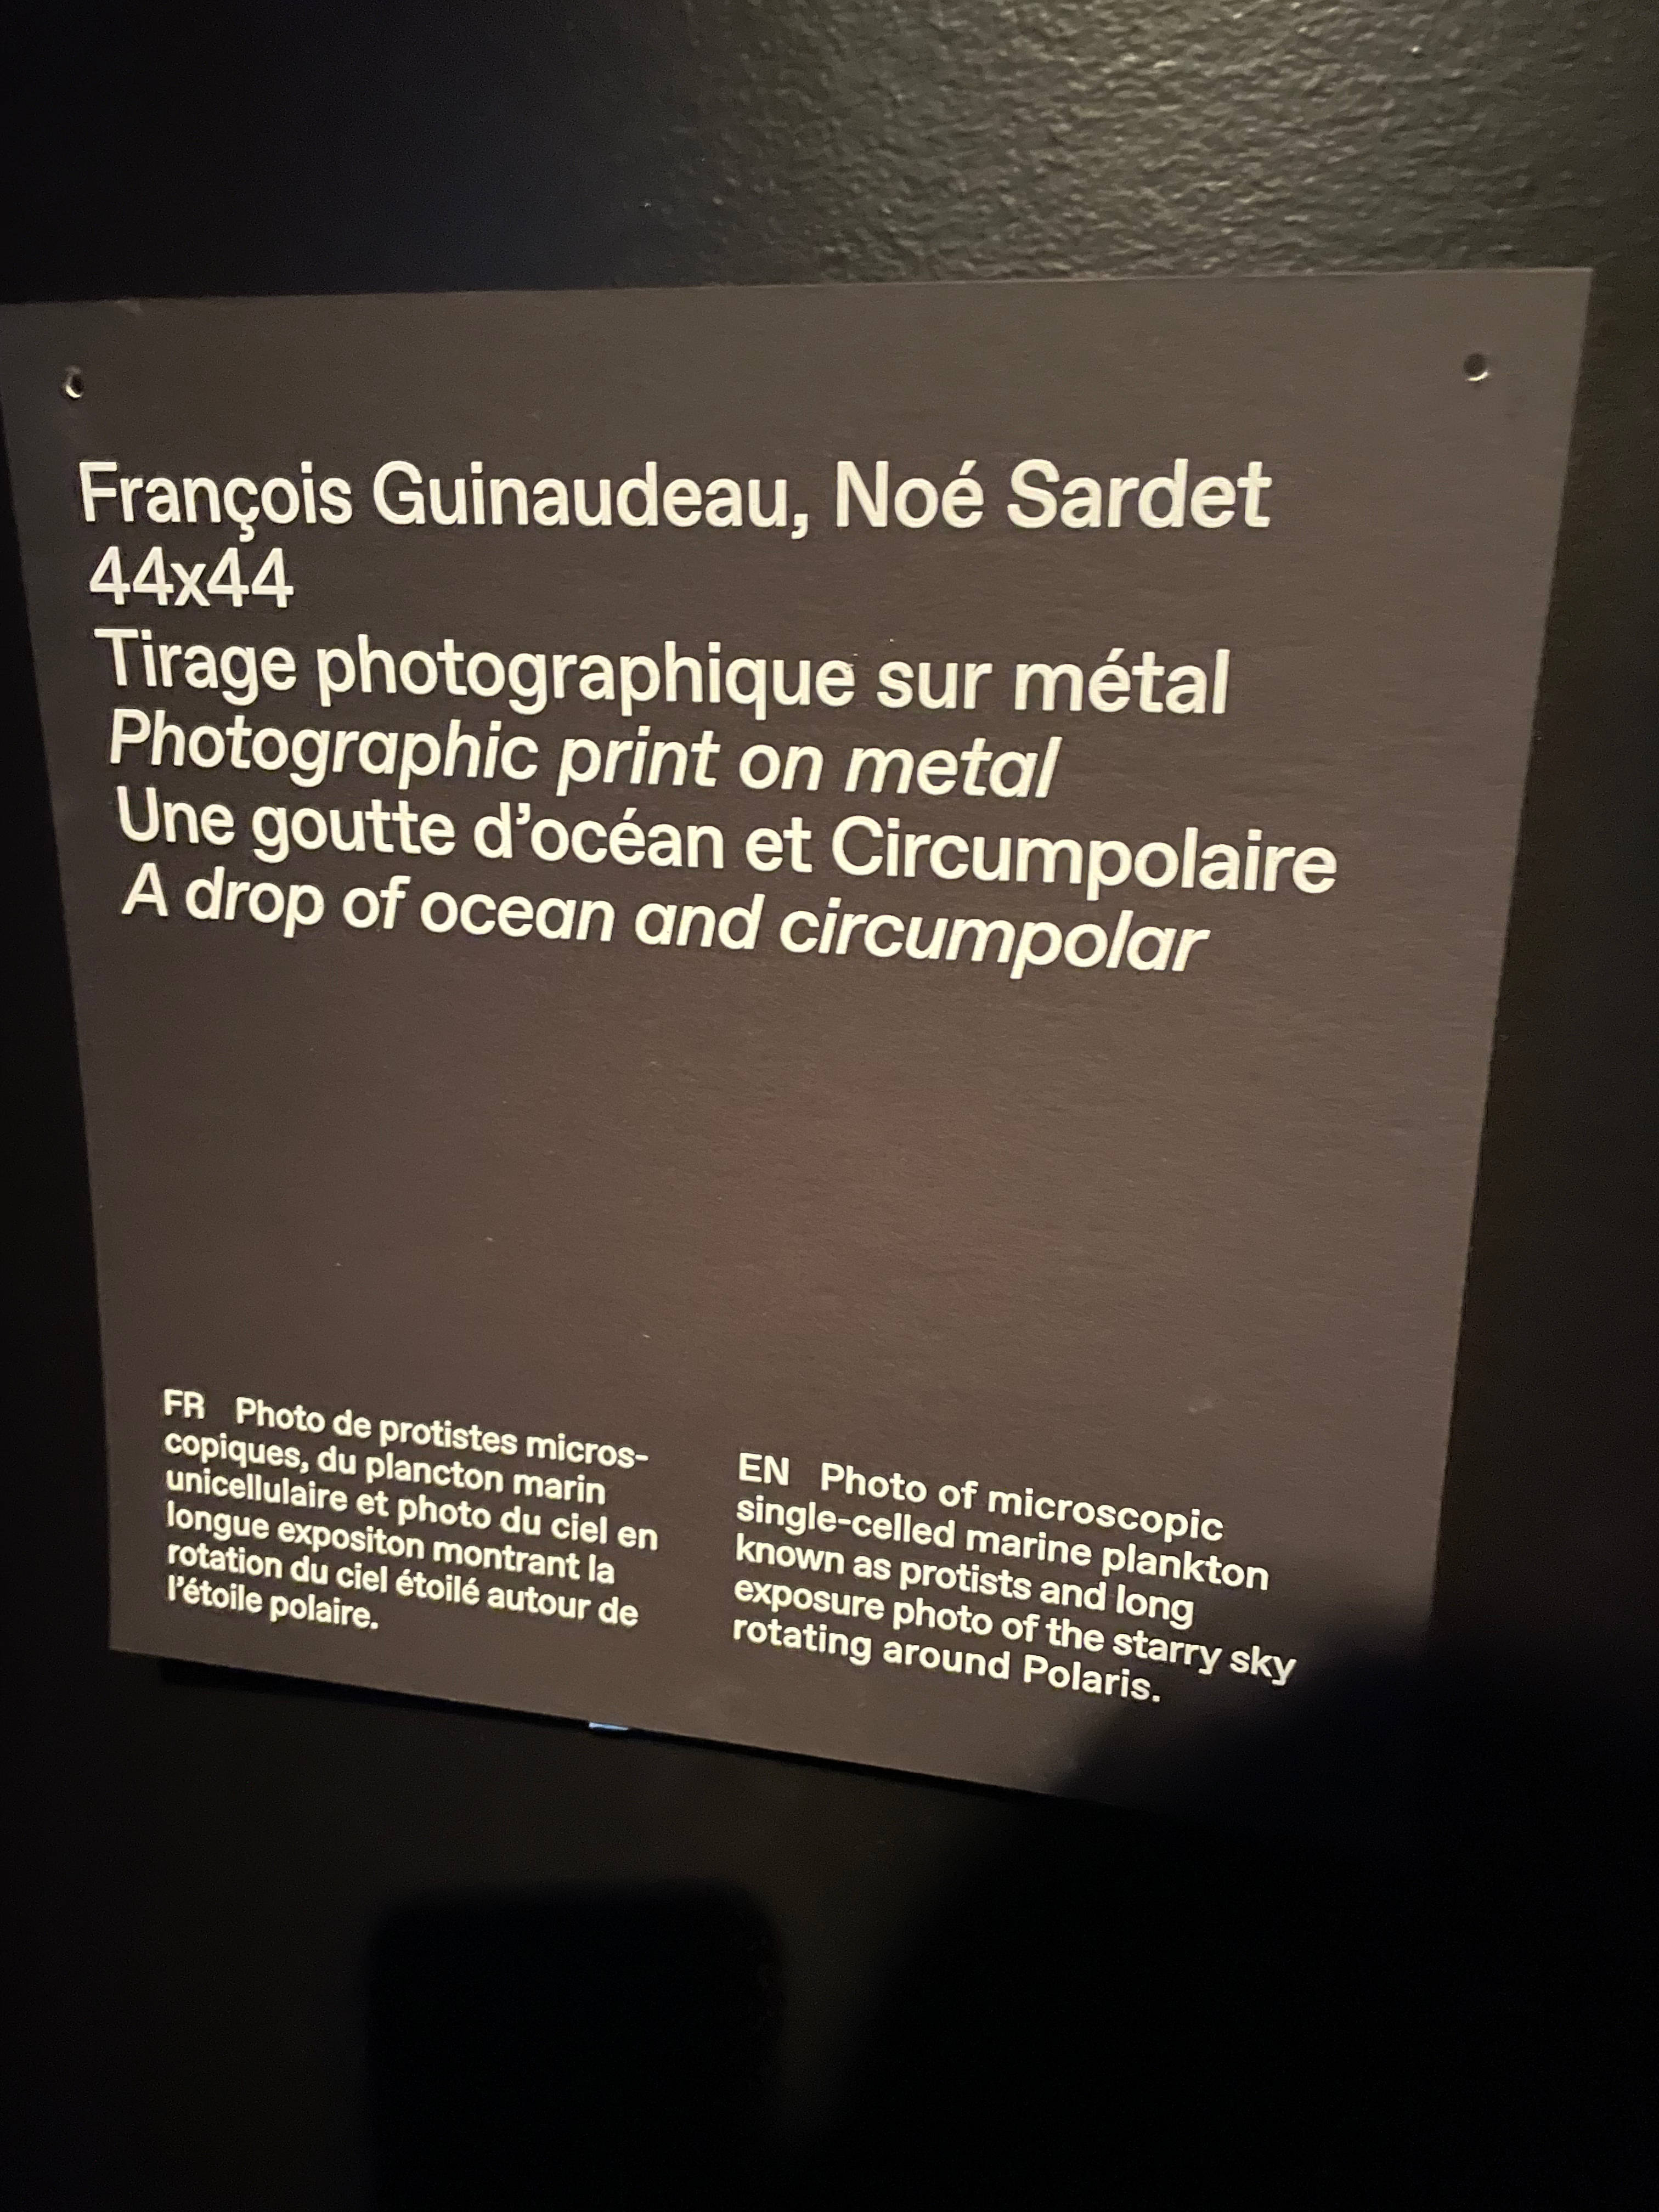 François Guinaudeau, Noé Sardet
44x44
Tirage photographique sur métal
Photographic print on metal
Une goutte d'océan et Circumpolaire
A drop of ocean and circumpolar
FR Photo de protistes micros-
copiques, du plancton marin
unicellulaire et photo du ciel en
longue expositon montrant la
rotation du ciel étoilé autour de
l'étoile polaire.
EN Photo of microscopic
single-celled marine plankton
known as protists and long
exposure photo of the starry sky
rotating around Polaris.